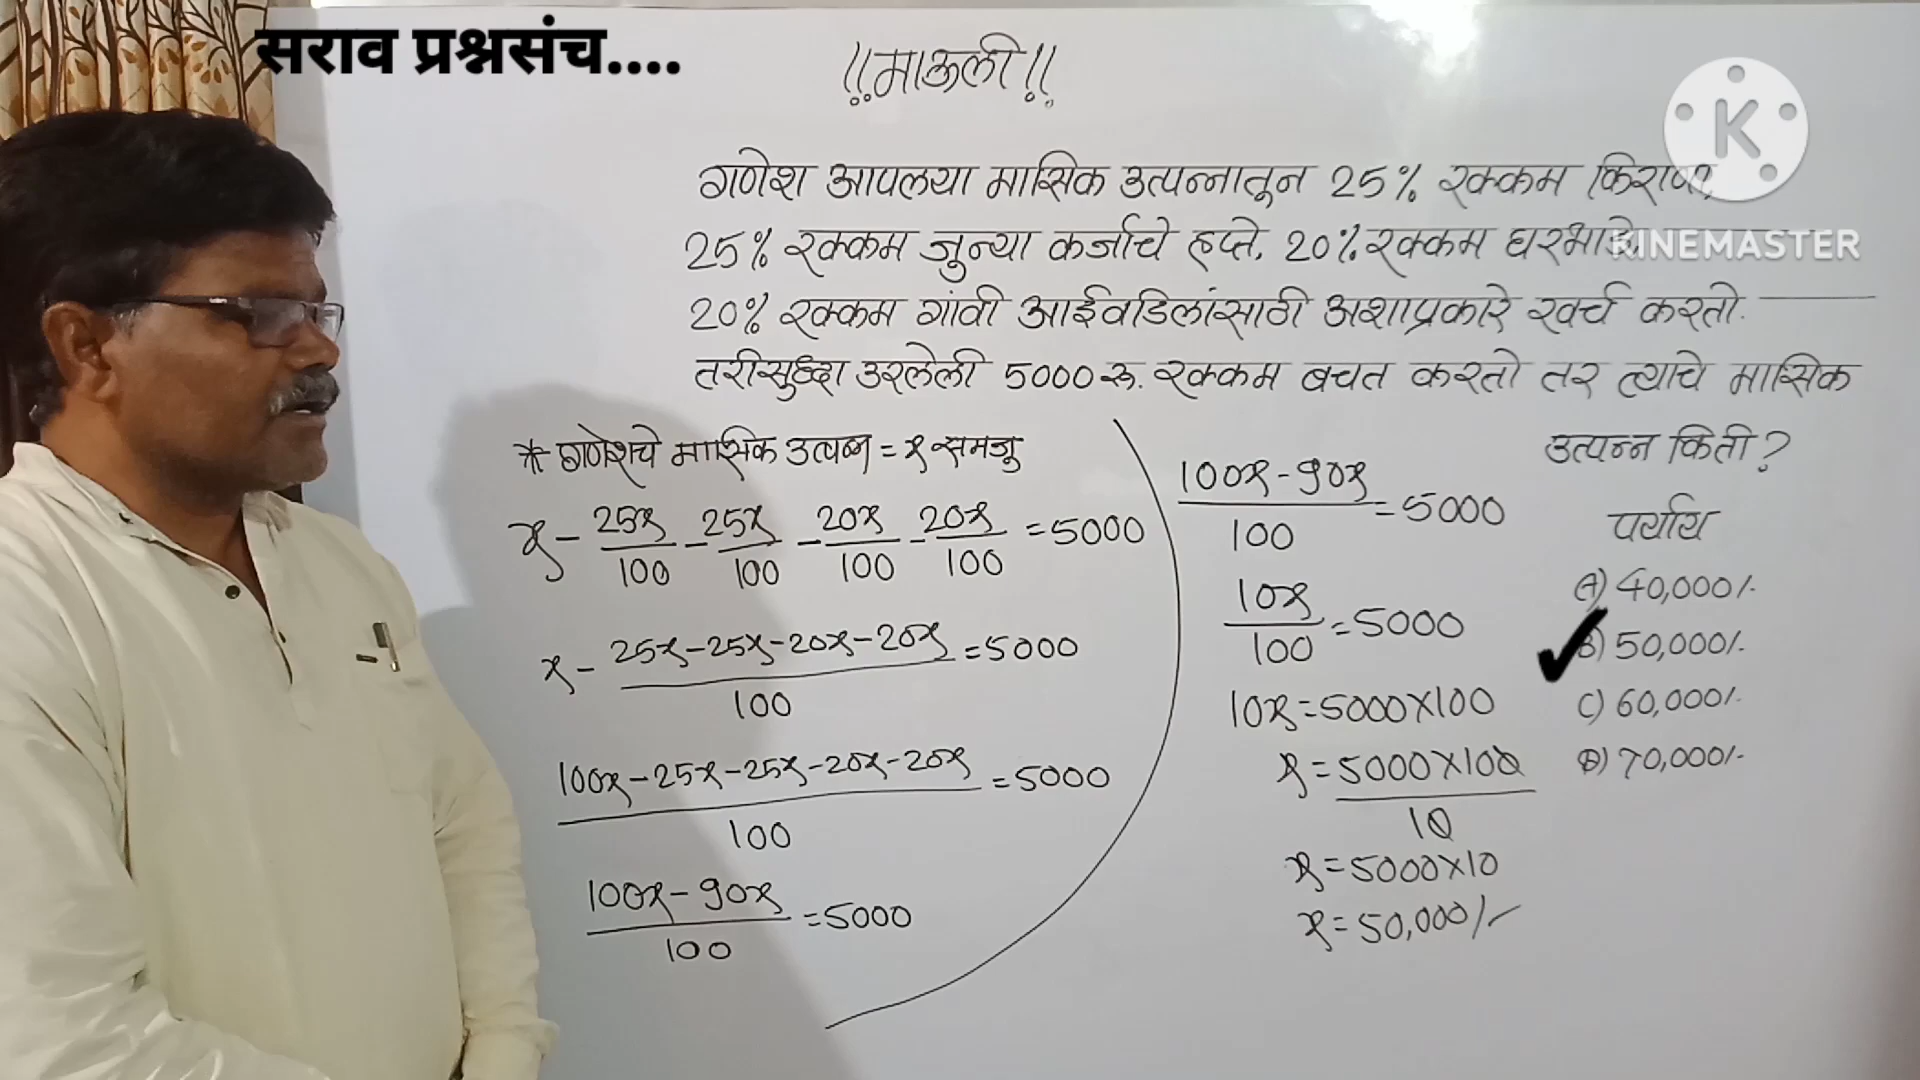 सराव प्रश्नसंच....
!!माऊली!!
गणेश आपल्या मासिक उत्पन्नातून 25% रक्कम किराणा,
25% रक्कम जुन्या कर्जाचे हप्ते, 20% रक्कम घरभाडे,
20% रक्कम गांवी आईवडिलांसाठी अशाप्रकारे खर्च करतो.
तरीसुध्दा उरलेली 5000 रु. रक्कम बचत करतो तर त्याचे मासिक
उत्पन्न किती?
K
KINEMASTER
* गणेशचे मासिक उत्पन्न = x समजू
x - 25x/100 - 25x/100 - 20x/100 - 20x/100 = 5000
x - 25x-25x-20x-20x/100 = 5000
100x-25x-25x-20x-20x/100 = 5000
100x-90x/100 = 5000
100x-90x/100 = 5000
10x/100 = 5000
10x = 5000×100
x = 5000×100/10
x = 5000×10
x = 50,000/-
पर्याय
A) 40,000/-
B) 50,000/-
C) 60,000/-
D) 70,000/-